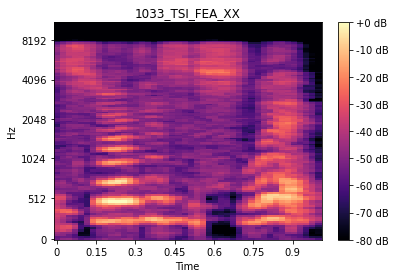 1033_TSI_FEA_XX
+0 dB
8192
-10 dB
4096
-20 dB
-30 dB
2048
Hz
-40 dB
1024
-50 dB
512
-60 dB
-70 dB
0
-80 dB
0 0.15 0.3 0.45 0.6 0.75 0.9
Time